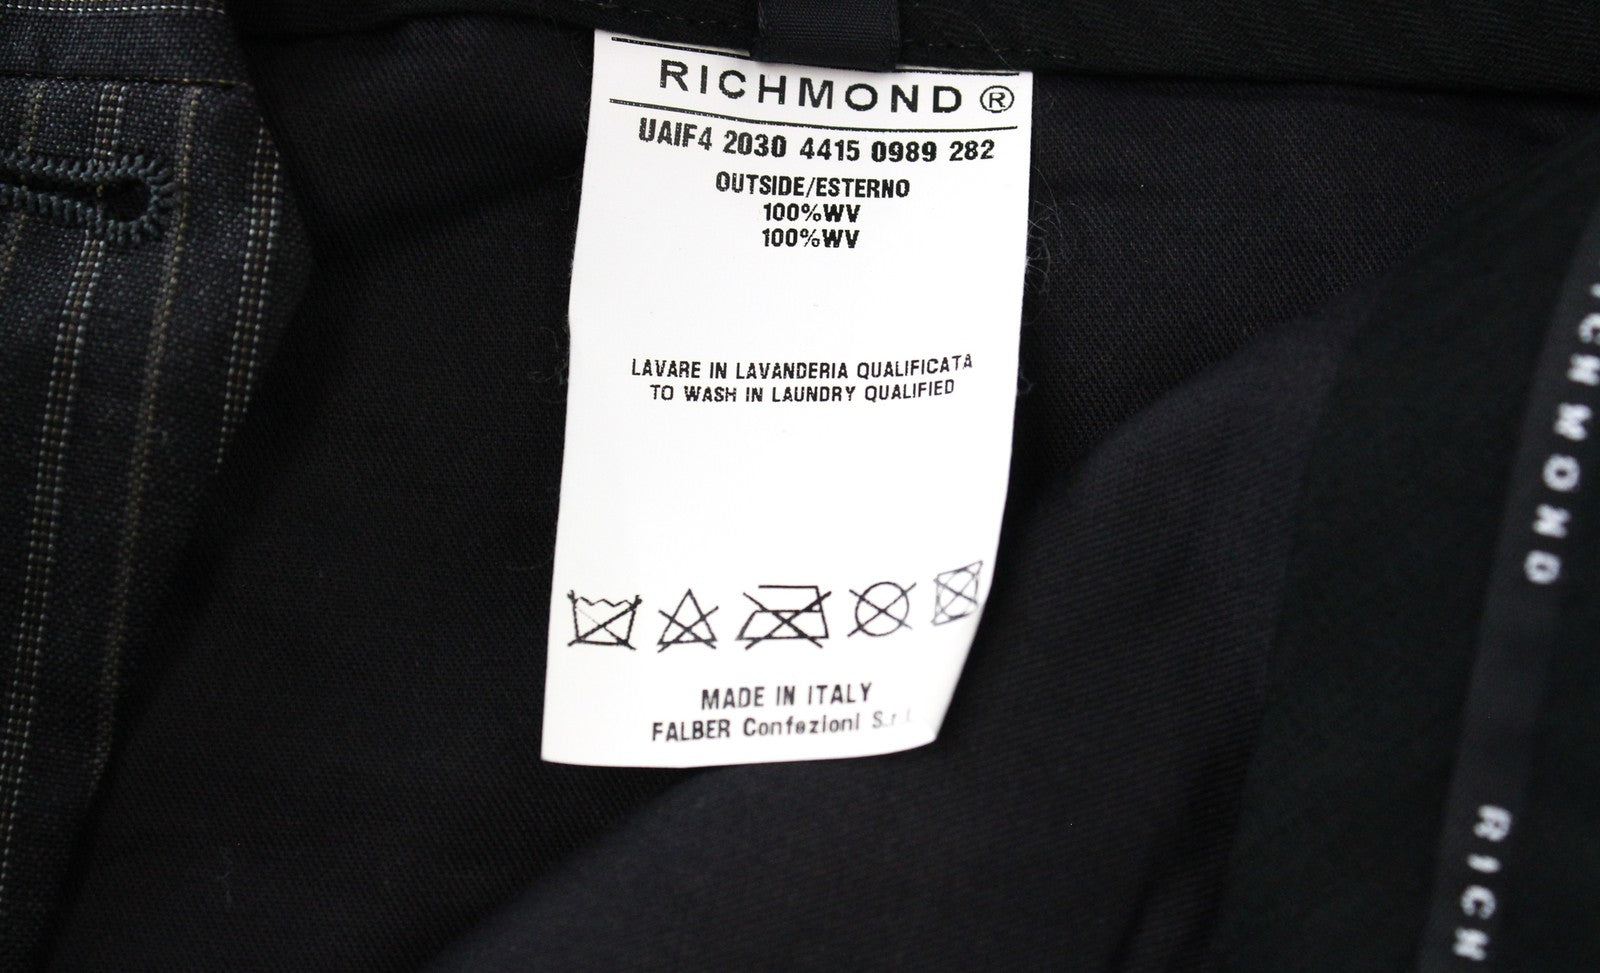 RICHMOND ®
UAIF4 2030 4415 0989 282
OUTSIDE/ESTERNO
100%WV
100%WV
LAVARE IN LAVANDERIA QUALIFICATA
TO WASH IN LAUNDRY QUALIFIED
MADE IN ITALY
FALBER Confezioni S.r.l.
ICHMOND
RICH